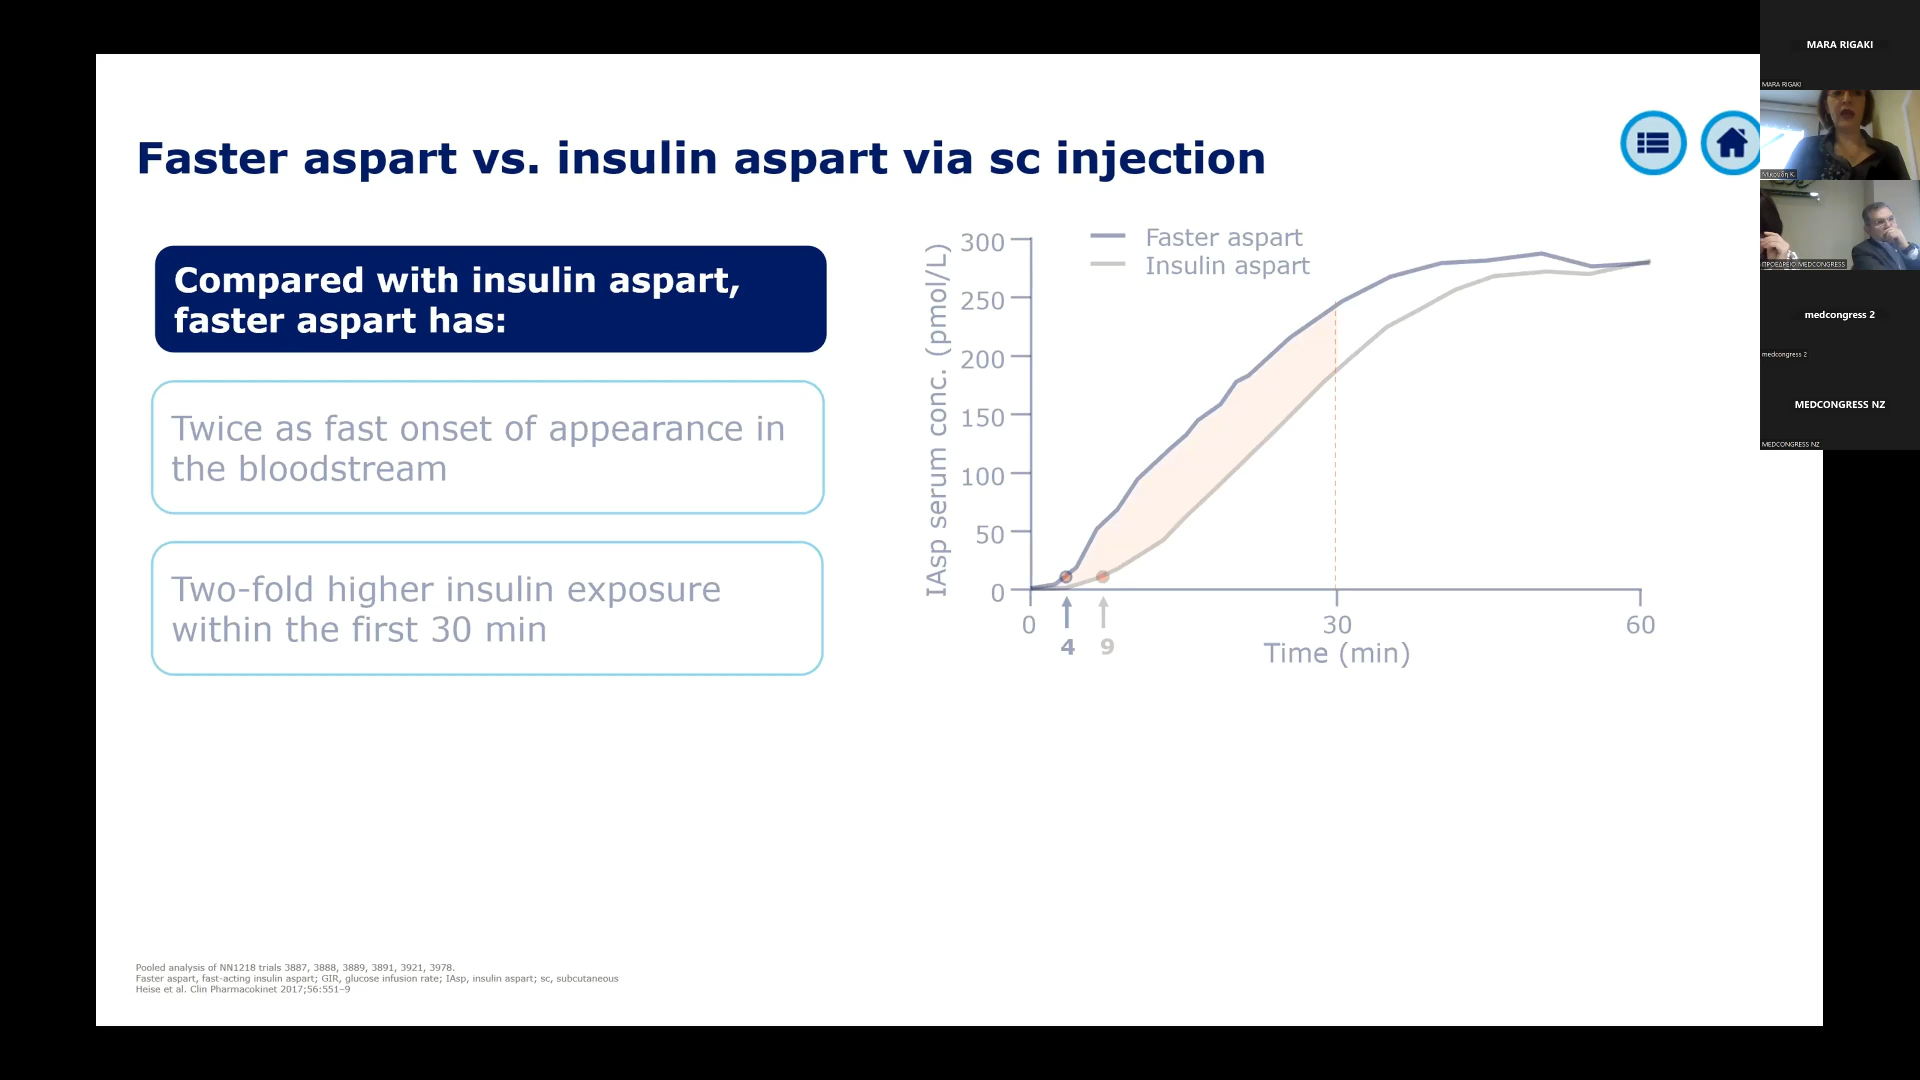 Faster aspart vs. insulin aspart via sc injection
Compared with insulin aspart,
faster aspart has:
Twice as fast onset of appearance in
the bloodstream
Two-fold higher insulin exposure
within the first 30 min
Faster aspart
Insulin aspart
IAsp serum conc. (pmol/L)
300
250
200
150
100
50
0
0
30
60
4
9
Time (min)
Pooled analysis of NN1218 trials 3887, 3888, 3889, 3891, 3921, 3978.
Faster aspart, fast-acting insulin aspart; GIR, glucose infusion rate; IAsp, insulin aspart; sc, subcutaneous
Heise et al. Clin Pharmacokinet 2017;56:551–9
MARA RIGAKI
MARA RIGAKI
ΠΡΟΕΔΡΕΙΟ MEDCONGRESS
medcongress 2
medcongress 2
MEDCONGRESS NZ
MEDCONGRESS NZ